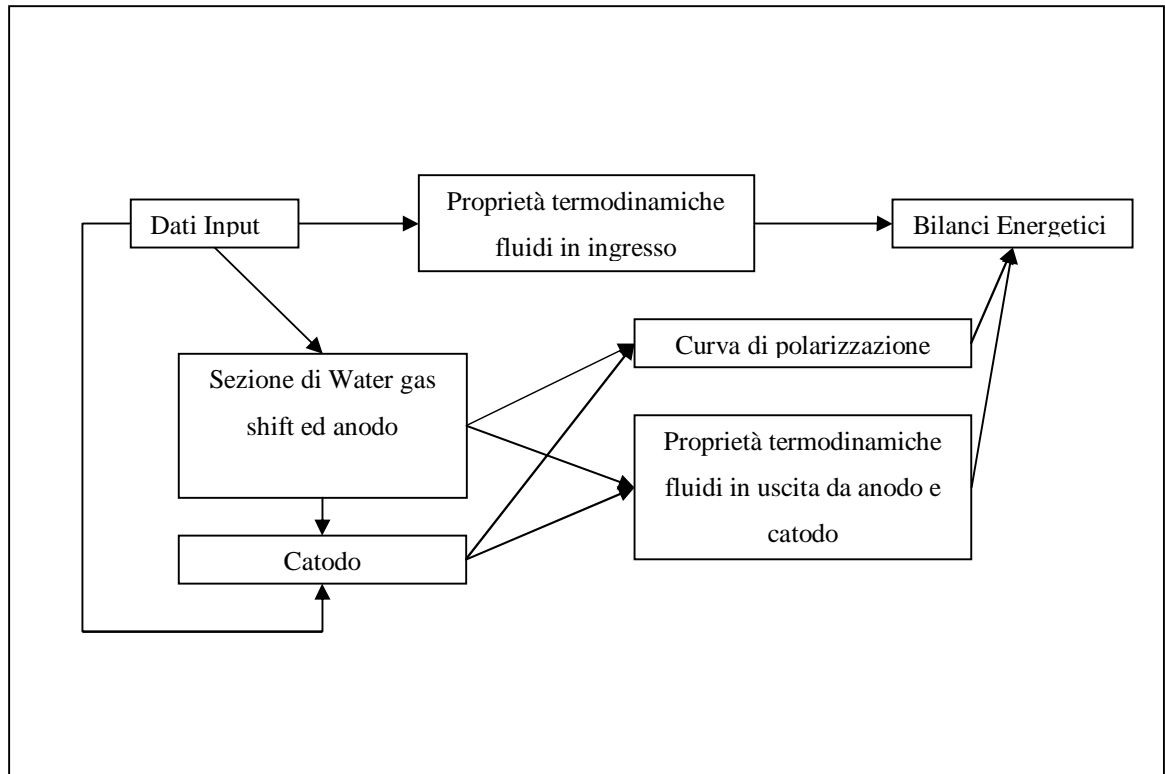 Dati Input
Proprietà termodinamiche
fluidi in ingresso
Bilanci Energetici
Curva di polarizzazione
Sezione di Water gas
shift ed anodo
Proprietà termodinamiche
fluidi in uscita da anodo e
catodo
Catodo